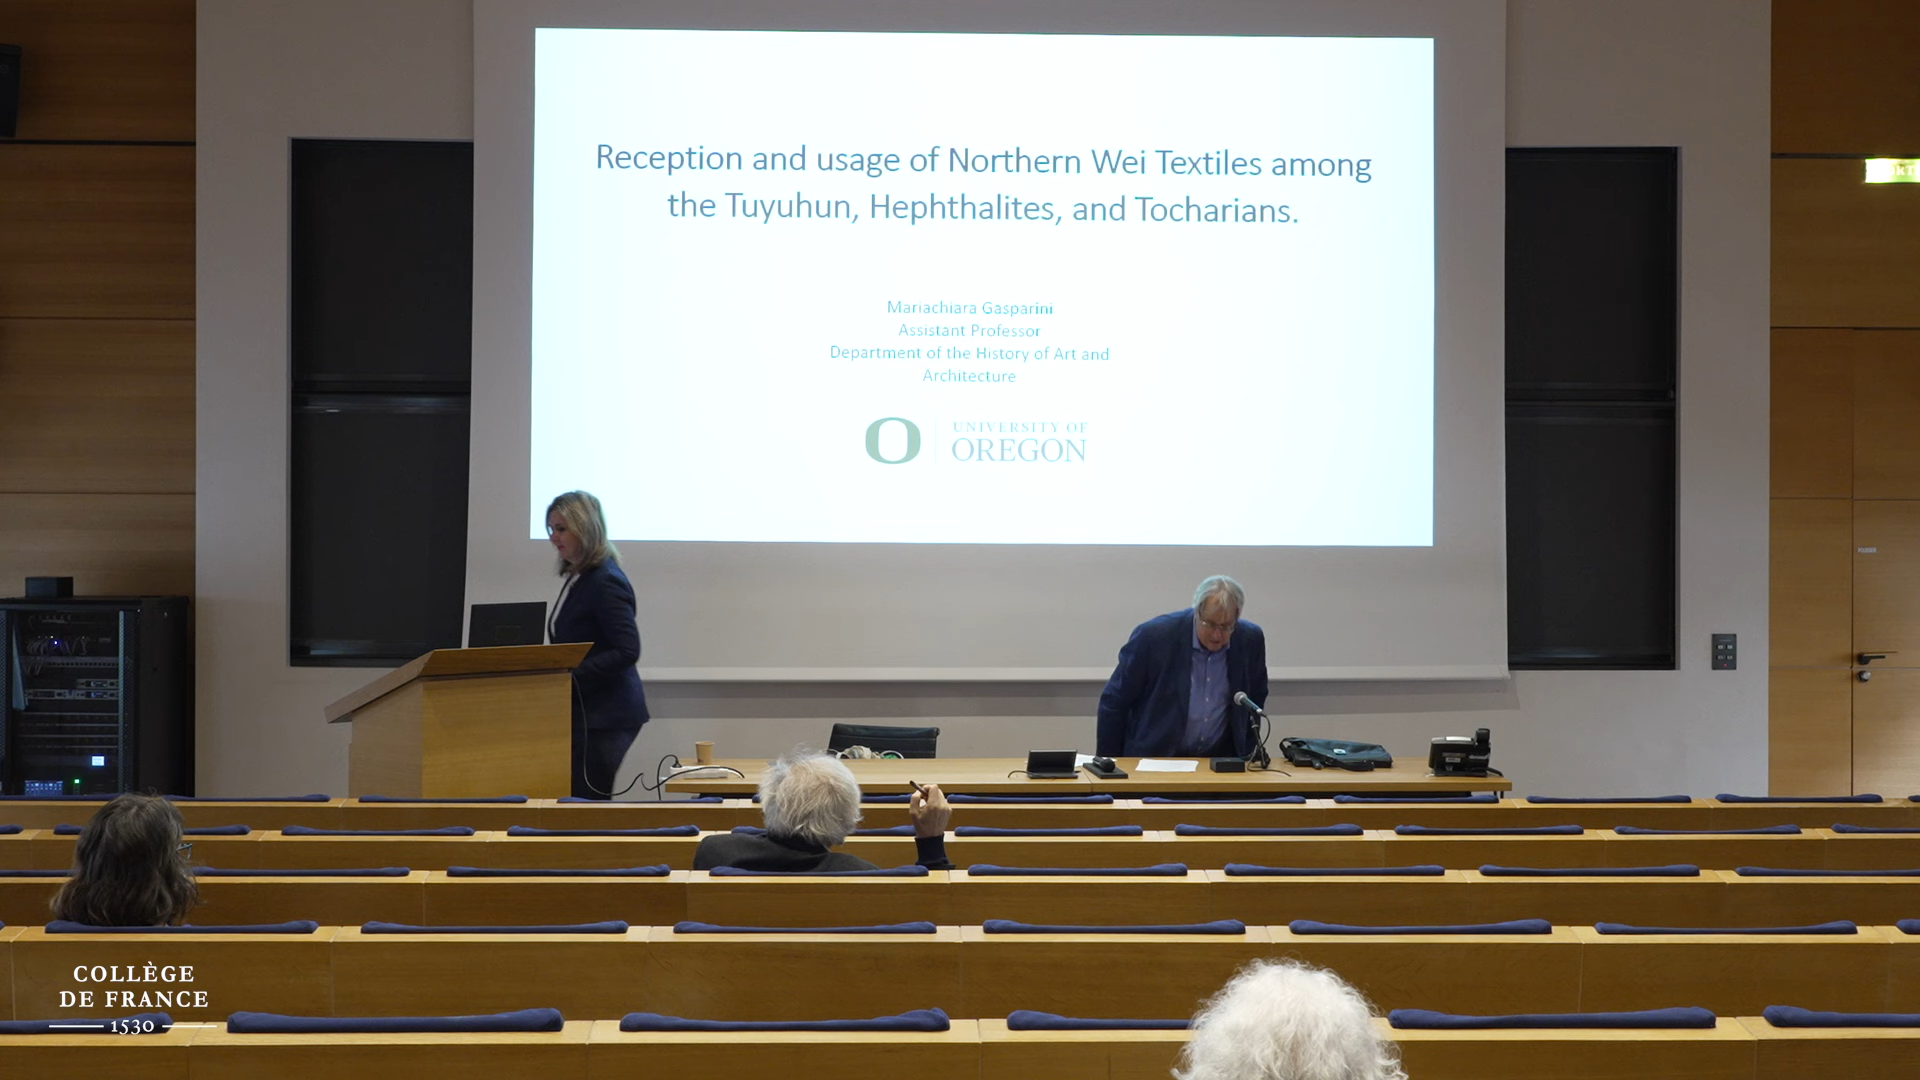 Reception and usage of Northern Wei Textiles among
the Tuyuhun, Hephthalites, and Tocharians.
Mariachiara Gasparini
Assistant Professor
Department of the History of Art and
Architecture
O
UNIVERSITY OF
OREGON
COLLÈGE
DE FRANCE
1530